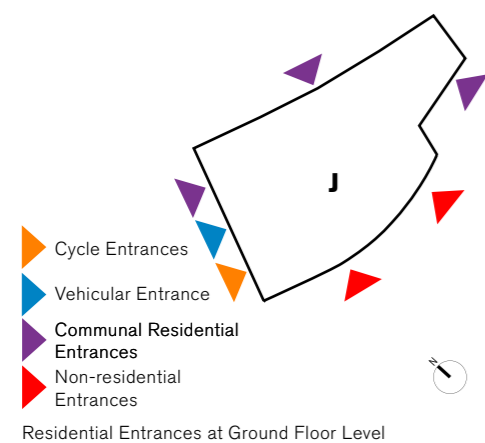 J
Cycle Entrances
Vehicular Entrance
Communal Residential
Entrances
Non-residential
Entrances
N
Residential Entrances at Ground Floor Level